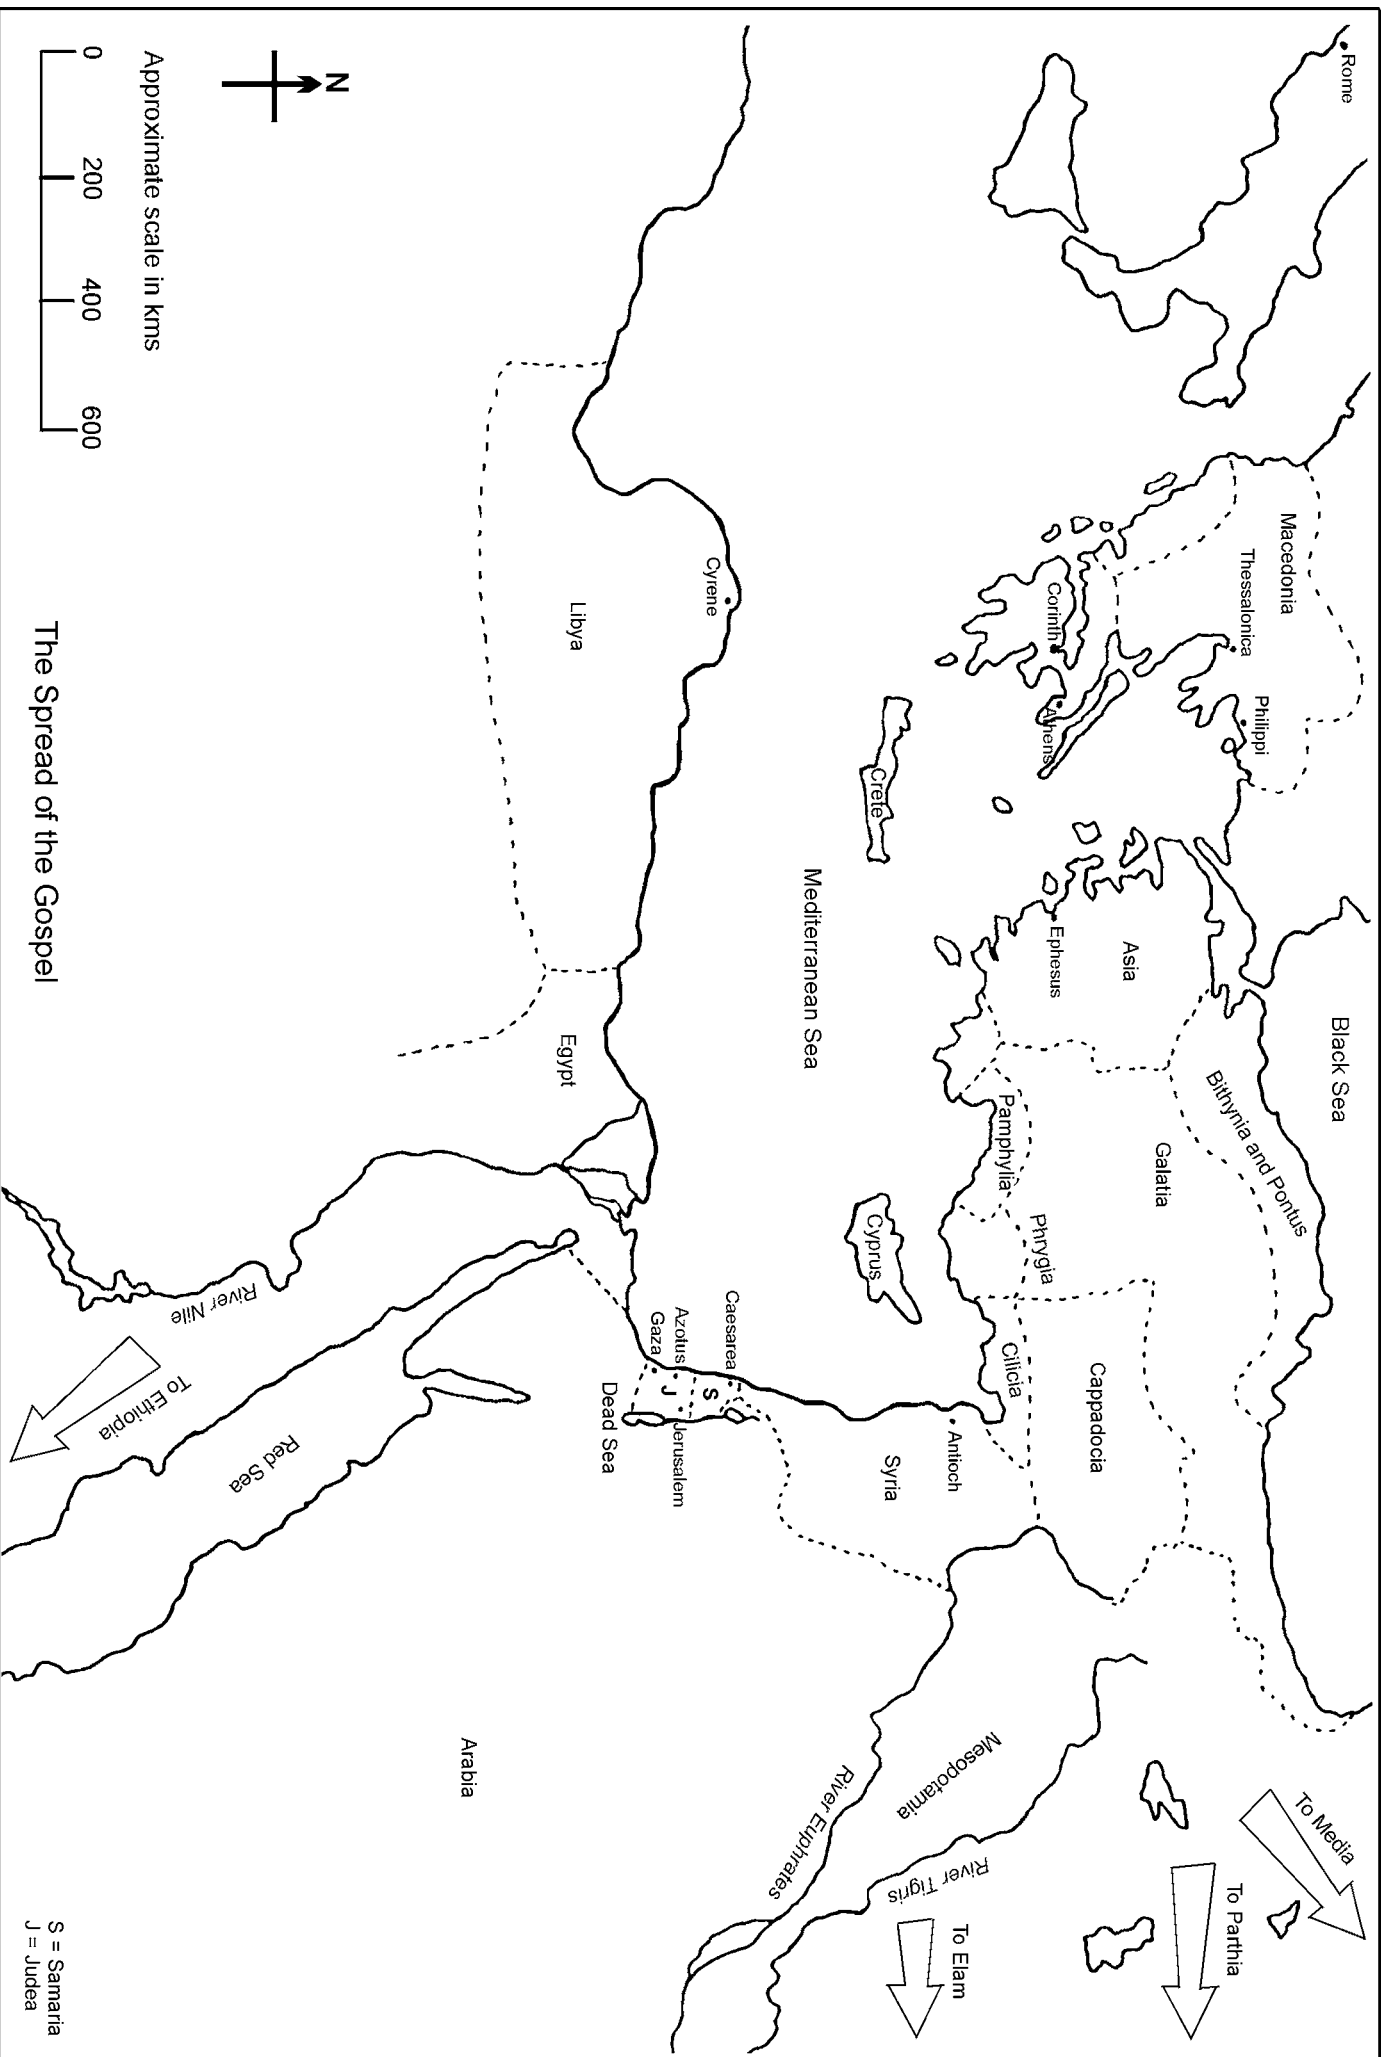 Rome
Black Sea
Macedonia
Thessalonica
Philippi
Bithynia and Pontus
To Media
To Parthia
Asia
Galatia
Cappadocia
Corinth
Athens
Ephesus
Phrygia
Pamphylia
Cilicia
Mesopotamia
To Elam
River Tigris
Antioch
Crete
Cyprus
Syria
Mediterranean Sea
River Euphrates
Cyrene
Caesarea
S
Azotus
J
Jerusalem
Gaza
Dead Sea
Libya
Egypt
Arabia
River Nile
Red Sea
To Ethiopia
N
Approximate scale in kms
0 200 400 600
The Spread of the Gospel
S = Samaria
J = Judea